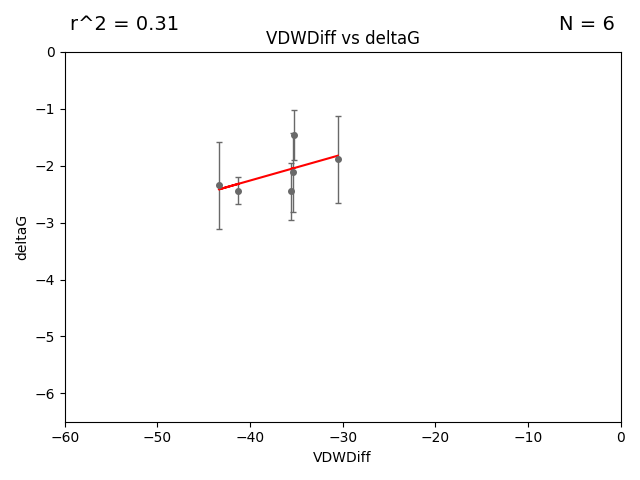 r^2 = 0.31
N = 6
VDWDiff vs deltaG
0
−1
−2
−3
−4
−5
−6
deltaG
−60 −50 −40 −30 −20 −10 0
VDWDiff